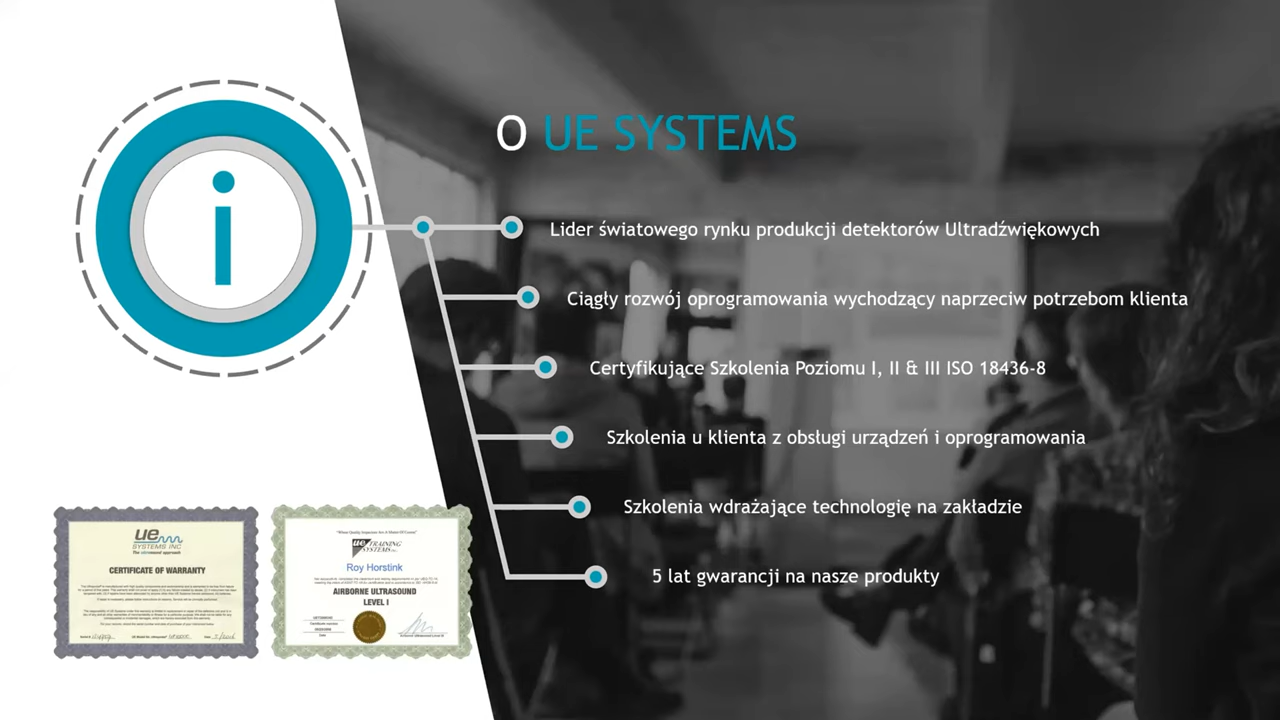 O UE SYSTEMS
Lider światowego rynku produkcji detektorów Ultradźwiękowych
Ciągły rozwój oprogramowania wychodzący naprzeciw potrzebom klienta
Certyfikujące Szkolenia Poziomu I, II & III ISO 18436-8
Szkolenia u klienta z obsługi urządzeń i oprogramowania
Szkolenia wdrażające technologię na zakładzie
5 lat gwarancji na nasze produkty
ue
SYSTEMS INC
The ultrasound approach
CERTIFICATE OF WARRANTY
ue TRAINING
SYSTEMS INC.
Roy Horstink
AIRBORNE ULTRASOUND
LEVEL I